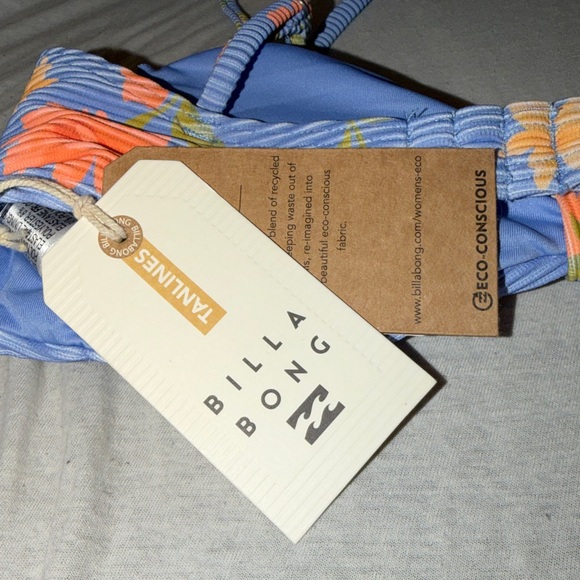 TANLINES
BILLA
BONG
BILLABONG
blend of recycled
eeping waste out of
s, re-imagined into
beautiful eco-conscious
fabric.
www.billabong.com/womens-eco
ECO-CONSCIOUS